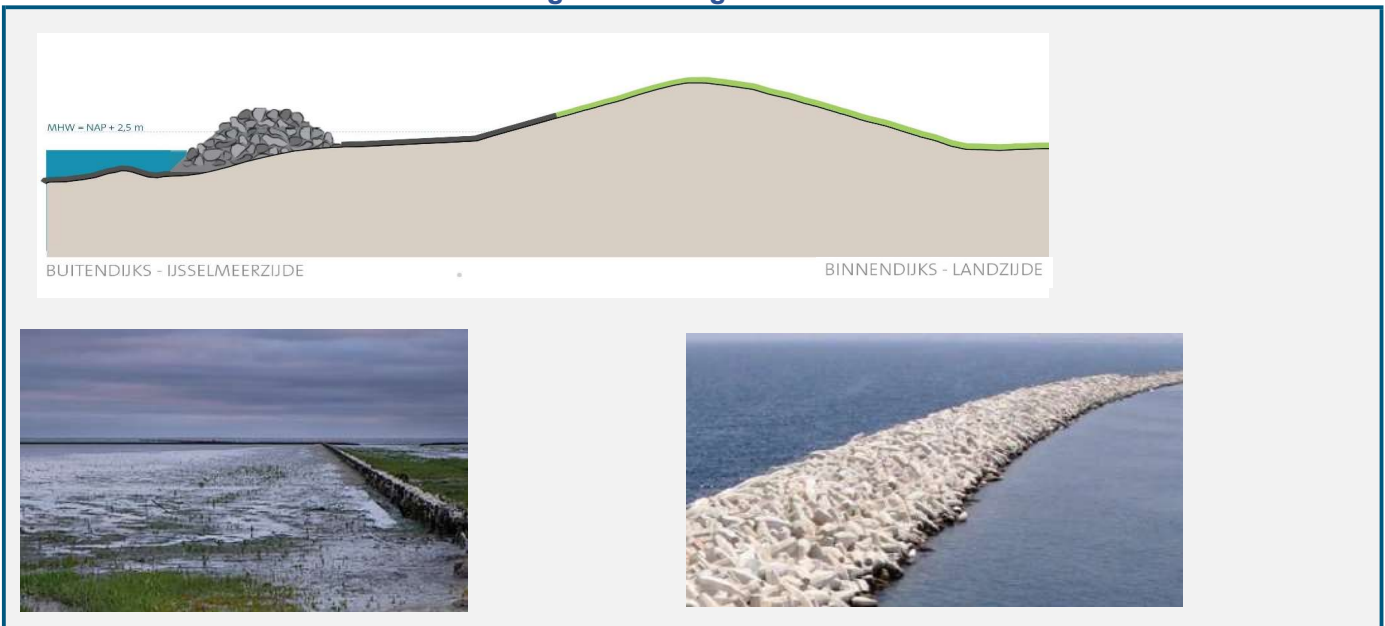 MHW = NAP + 2,5 m
BUITENDIJKS - IJSSELMEERZIJDE
BINNENDIJKS - LANDZIJDE